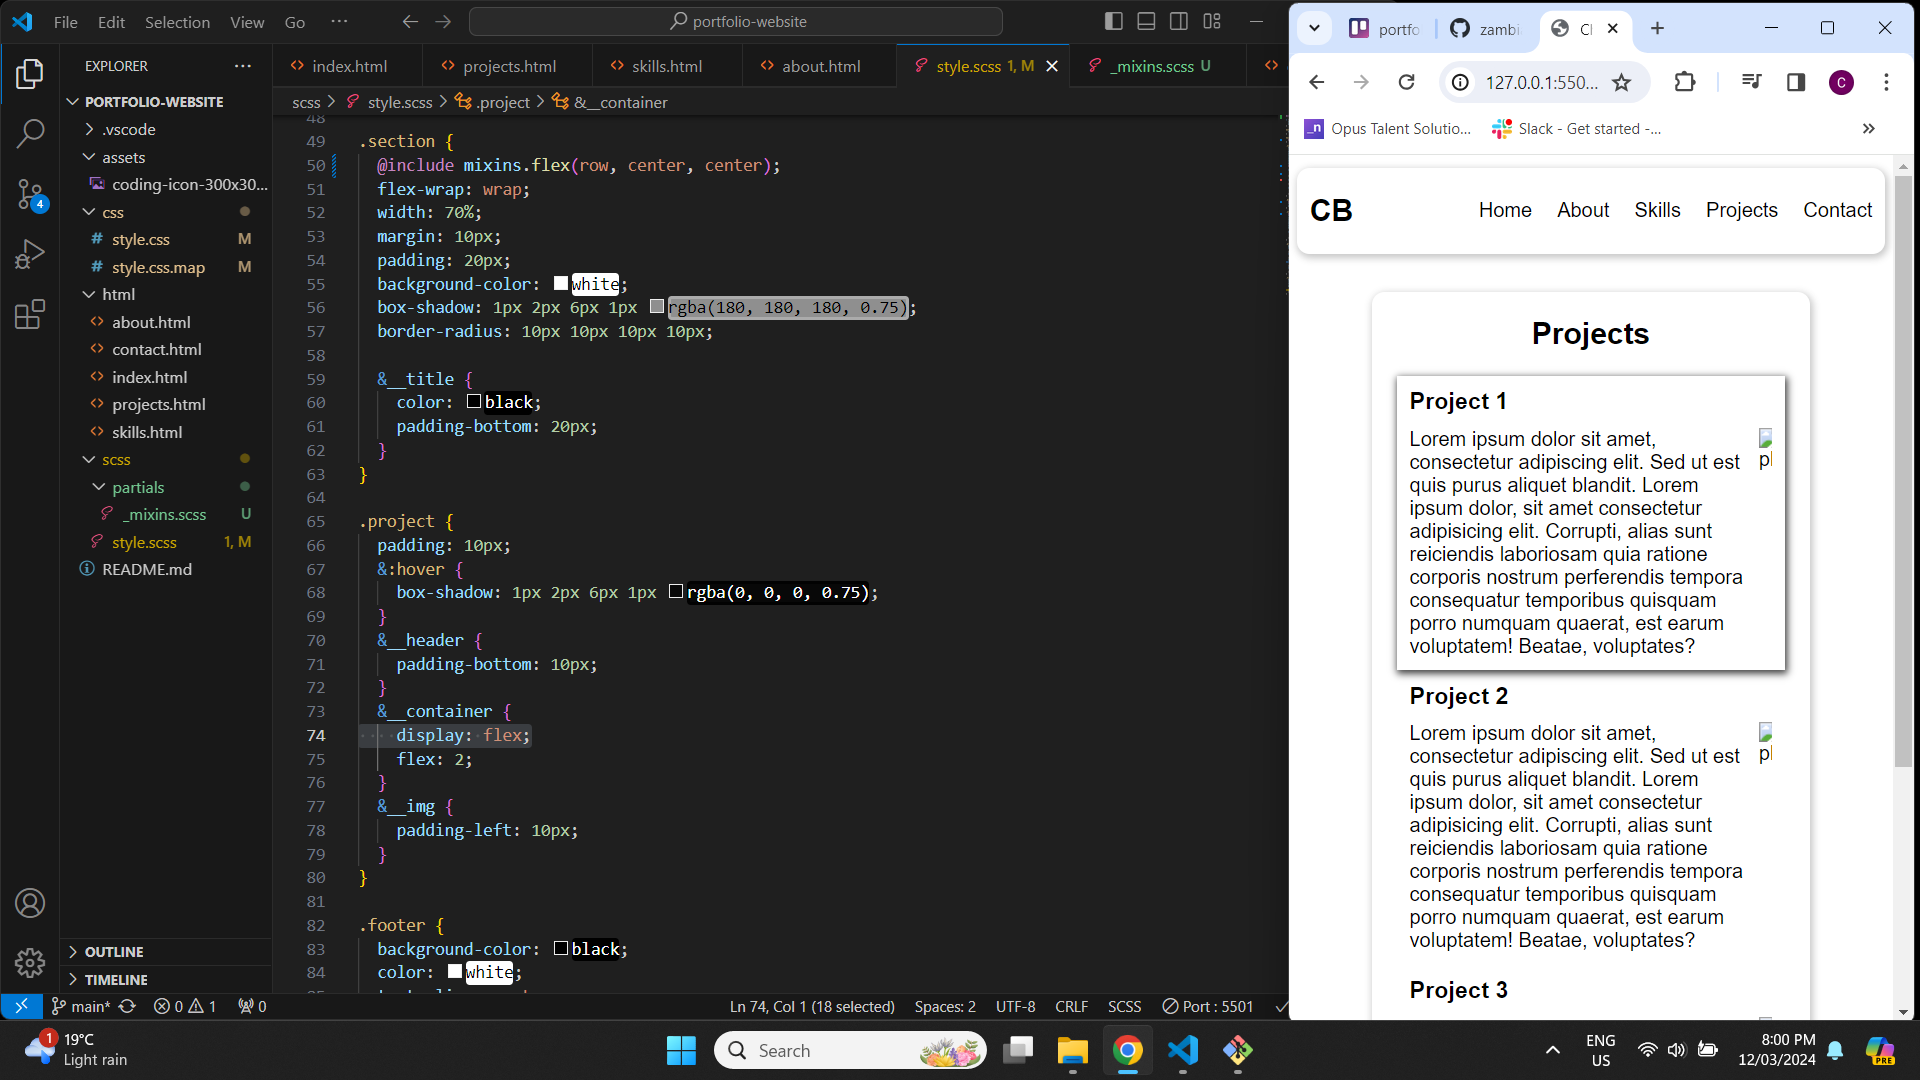 File Edit Selection View Go ···
portfolio-website
EXPLORER
PORTFOLIO-WEBSITE
.vscode
assets
coding-icon-300x30...
css
style.css M
style.css.map M
html
about.html
contact.html
index.html
projects.html
skills.html
scss
partials
_mixins.scss U
style.scss 1, M
README.md
OUTLINE
TIMELINE
4
index.html projects.html skills.html about.html style.scss 1, M _mixins.scss U
scss > style.scss > .project > &__container
48
49 .section {
50 @include mixins.flex(row, center, center);
51 flex-wrap: wrap;
52 width: 70%;
53 margin: 10px;
54 padding: 20px;
55 background-color: white;
56 box-shadow: 1px 2px 6px 1px rgba(180, 180, 180, 0.75);
57 border-radius: 10px 10px 10px 10px;
58
59 &__title {
60 color: black;
61 padding-bottom: 20px;
62 }
63 }
64
65 .project {
66 padding: 10px;
67 &:hover {
68 box-shadow: 1px 2px 6px 1px rgba(0, 0, 0, 0.75);
69 }
70 &__header {
71 padding-bottom: 10px;
72 }
73 &__container {
74 display: flex;
75 flex: 2;
76 }
77 &__img {
78 padding-left: 10px;
79 }
80 }
81
82 .footer {
83 background-color: black;
84 color: white;
main* 0 1 0
Ln 74, Col 1 (18 selected) Spaces: 2 UTF-8 CRLF SCSS Port : 5501
portfo zambi C
127.0.0.1:550... C
_n Opus Talent Solutio... Slack - Get started -...
CB Home About Skills Projects Contact
Projects
Project 1
Lorem ipsum dolor sit amet,
consectetur adipiscing elit. Sed ut est
quis purus aliquet blandit. Lorem
ipsum dolor, sit amet consectetur
adipisicing elit. Corrupti, alias sunt
reiciendis laboriosam quia ratione
corporis nostrum perferendis tempora
consequatur temporibus quisquam
porro numquam quaerat, est earum
voluptatem! Beatae, voluptates?
pl
Project 2
Lorem ipsum dolor sit amet,
consectetur adipiscing elit. Sed ut est
quis purus aliquet blandit. Lorem
ipsum dolor, sit amet consectetur
adipisicing elit. Corrupti, alias sunt
reiciendis laboriosam quia ratione
corporis nostrum perferendis tempora
consequatur temporibus quisquam
porro numquam quaerat, est earum
voluptatem! Beatae, voluptates?
pl
Project 3
1
19°C
Light rain
Search
ENG
US
8:00 PM
12/03/2024
PRE